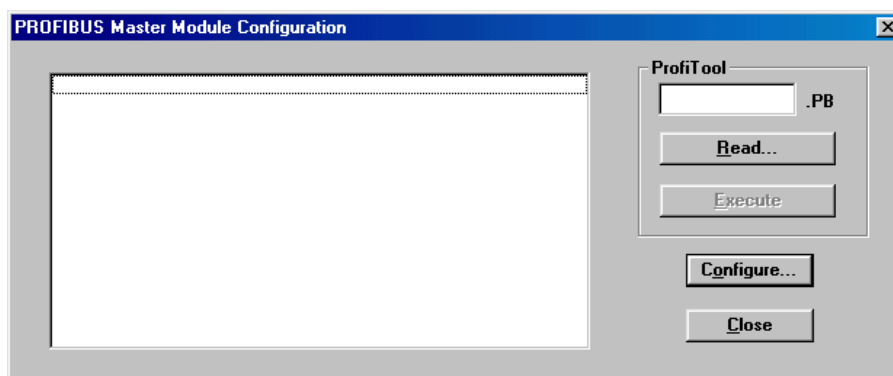 PROFIBUS Master Module Configuration
ProfiTool
.PB
Read...
Execute
Configure...
Close